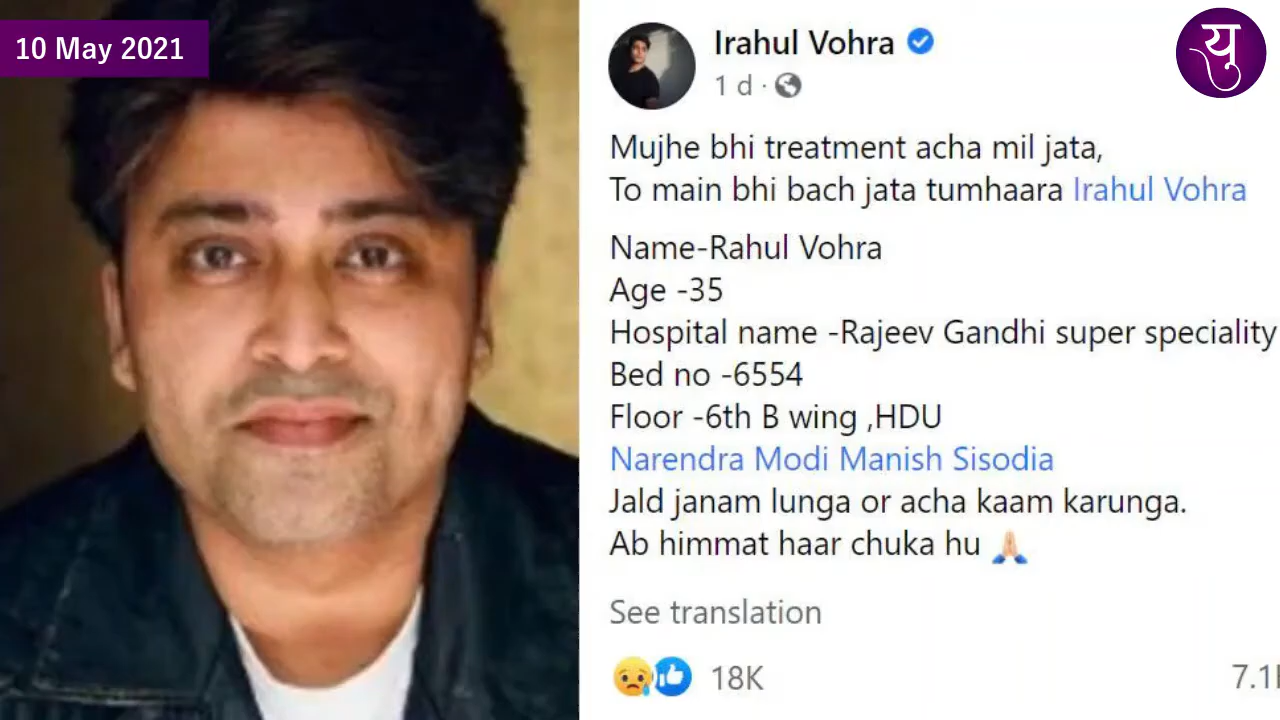 10 May 2021
यु
Irahul Vohra
1 d ·
Mujhe bhi treatment acha mil jata,
To main bhi bach jata tumhaara Irahul Vohra
Name-Rahul Vohra
Age -35
Hospital name -Rajeev Gandhi super speciality
Bed no -6554
Floor -6th B wing ,HDU
Narendra Modi Manish Sisodia
Jald janam lunga or acha kaam karunga.
Ab himmat haar chuka hu 🙏🏻
See translation
18K